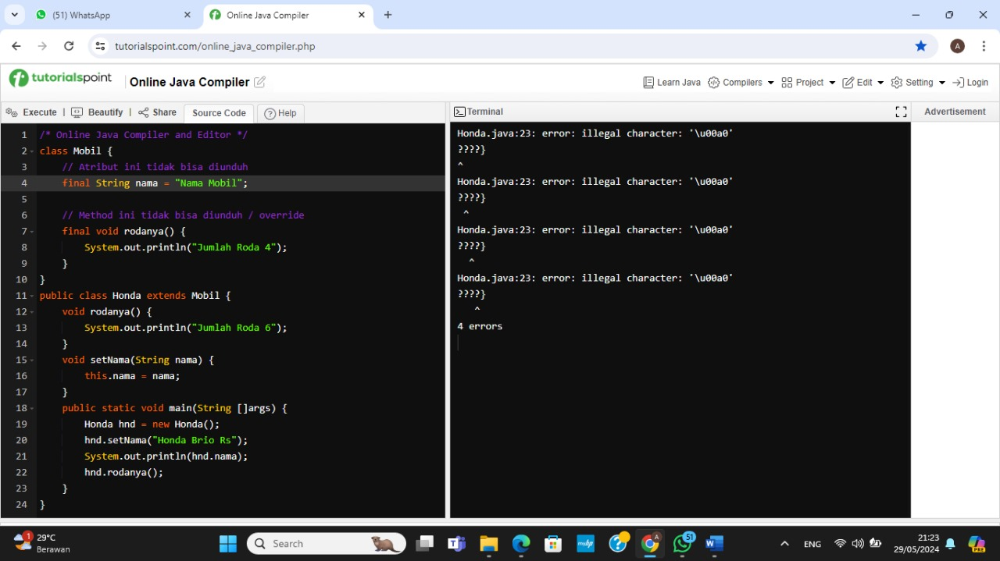 (51) WhatsApp
Online Java Compiler
tutorialspoint.com/online_java_compiler.php
A
tutorialspoint
Online Java Compiler
Learn Java
Compilers
Project
Edit
Setting
Login
Execute
Beautify
Share
Source Code
Help
Terminal
Advertisement
1 /* Online Java Compiler and Editor */
2 class Mobil {
3 // Atribut ini tidak bisa diunduh
4 final String nama = "Nama Mobil";
5
6 // Method ini tidak bisa diunduh / override
7 final void rodanya() {
8 System.out.println("Jumlah Roda 4");
9 }
10 }
11 public class Honda extends Mobil {
12 void rodanya() {
13 System.out.println("Jumlah Roda 6");
14 }
15 void setNama(String nama) {
16 this.nama = nama;
17 }
18 public static void main(String []args) {
19 Honda hnd = new Honda();
20 hnd.setNama("Honda Brio Rs");
21 System.out.println(hnd.nama);
22 hnd.rodanya();
23 }
24 }
Honda.java:23: error: illegal character: '\u00a0'
????}
^
Honda.java:23: error: illegal character: '\u00a0'
????}
^
Honda.java:23: error: illegal character: '\u00a0'
????}
^
Honda.java:23: error: illegal character: '\u00a0'
????}
^
4 errors
1
29°C
Berawan
Search
myhp
A
51
ENG
21:23
29/05/2024
PRE